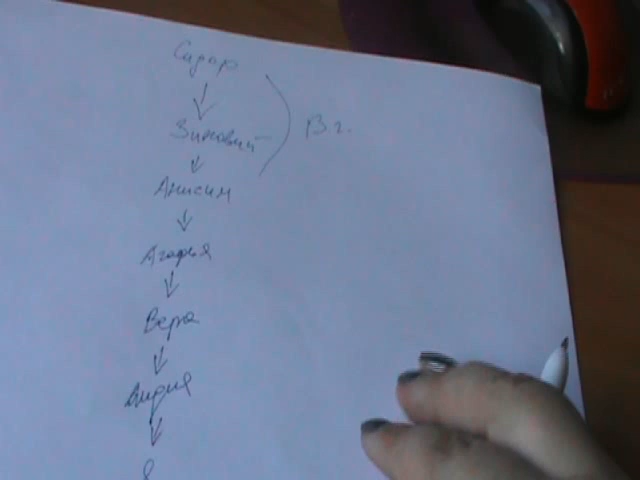 Сидор
Зиновий
В.г.
Анисим
Агафья
Вера
Лидия
Я